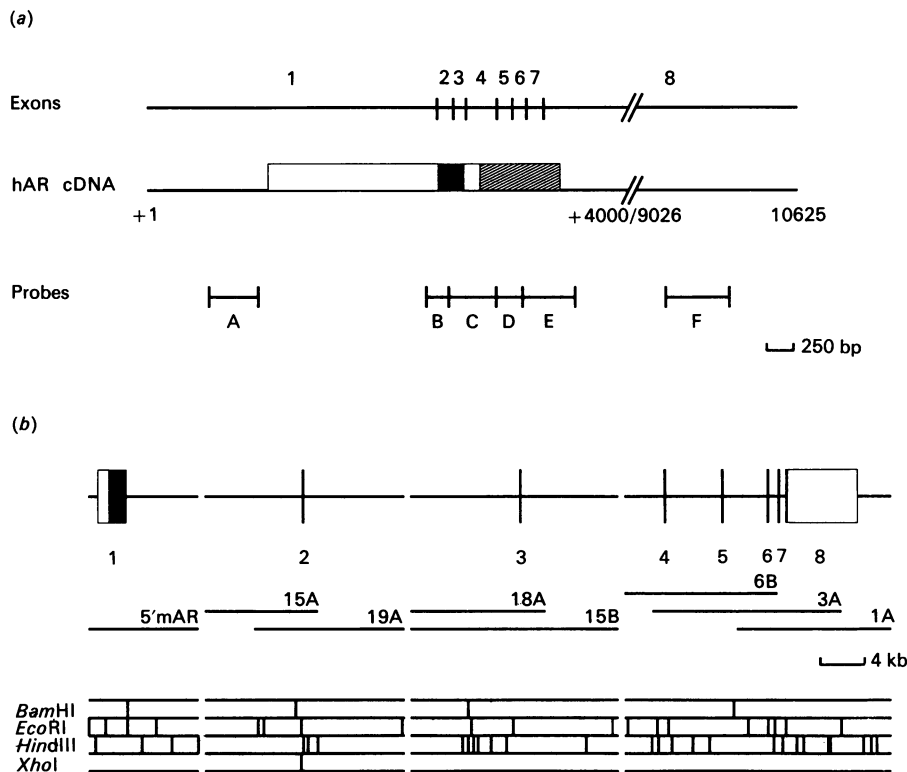 (a)
1 2 3 4 5 6 7 8
Exons
hAR cDNA
+1 +4000/9026 10625
Probes
A B C D E F
250 bp
(b)
1 2 3 4 5 6 7 8
6B
15A 18A 3A
5'mAR 19A 15B 1A
4 kb
BamHI
EcoRI
HindIII
XhoI